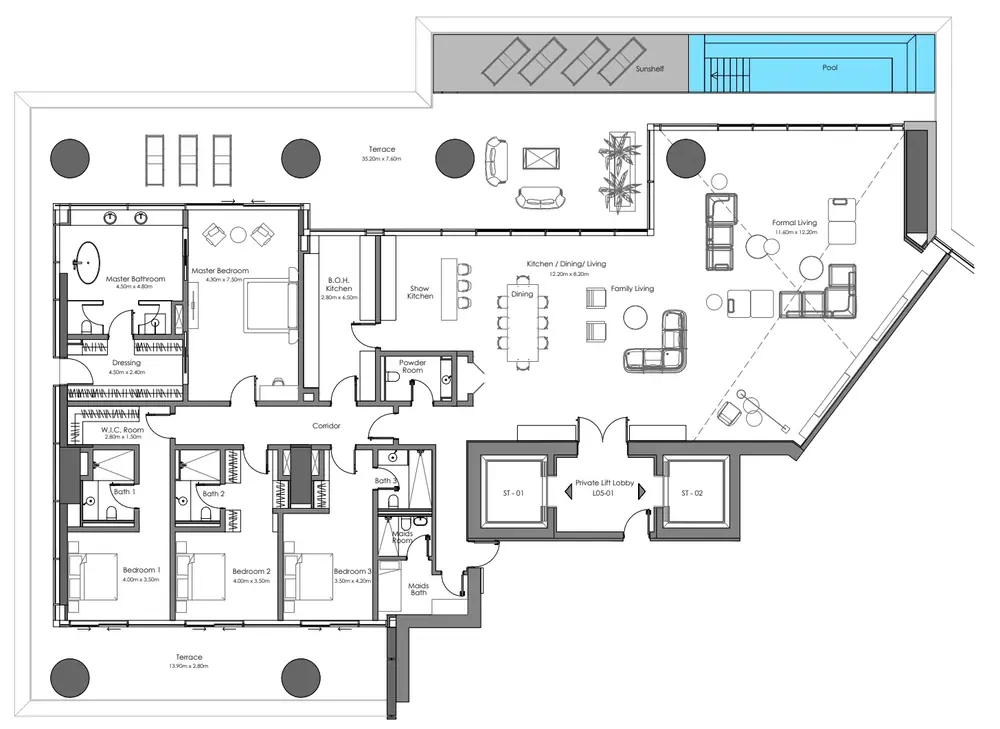 Sunshelf
Pool
Terrace
35.20m x 7.60m
Formal Living
11.60m x 12.20m
Master Bathroom
4.50m x 4.80m
Master Bedroom
4.30m x 7.50m
B.O.H.
Kitchen
2.80m x 6.50m
Show
Kitchen
Kitchen / Dining/ Living
12.20m x 8.20m
Dining
Family Living
Dressing
4.50m x 2.40m
Powder
Room
W.I.C. Room
2.80m x 1.50m
Corridor
Bath 1
Bath 2
Bath 3
ST - 01
Private Lift Lobby
L05-01
ST - 02
Maids
Room
Bedroom 1
4.00m x 3.50m
Bedroom 2
4.00m x 3.50m
Bedroom 3
3.50m x 4.20m
Maids
Bath
Terrace
13.90m x 2.80m